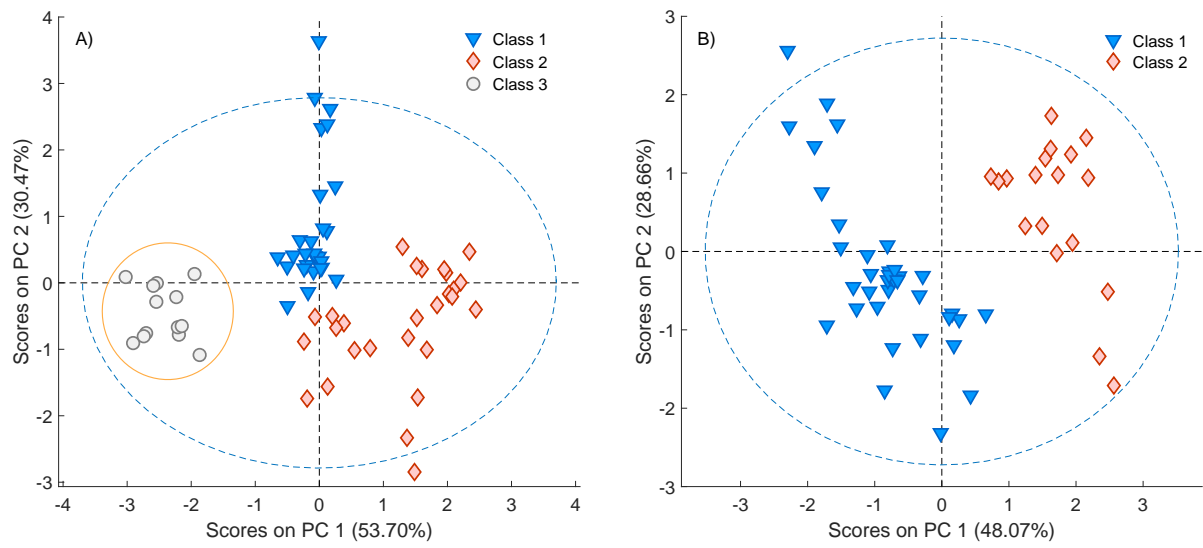 A)
Class 1
Class 2
Class 3
4
3
2
1
0
-1
-2
-3
Scores on PC 2 (30.47%)
-4 -3 -2 -1 0 1 2 3 4
Scores on PC 1 (53.70%)
B)
Class 1
Class 2
3
2
1
0
-1
-2
-3
Scores on PC 2 (28.66%)
-3 -2 -1 0 1 2 3
Scores on PC 1 (48.07%)